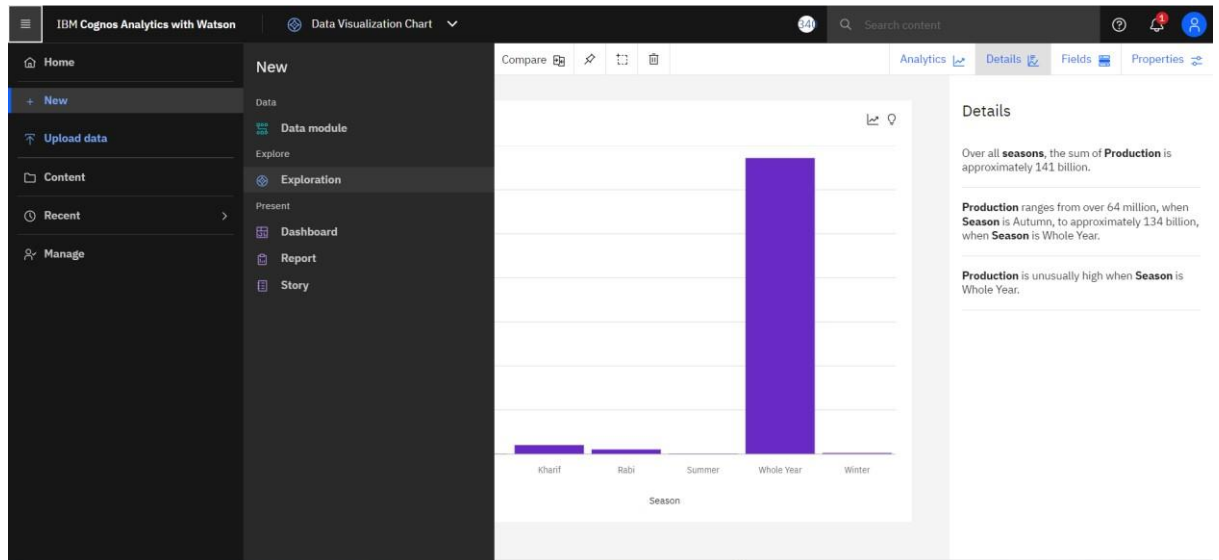 IBM Cognos Analytics with Watson
Data Visualization Chart
Search content
1
Home
New
Upload data
Content
Recent
Manage
New
Data
Data module
Explore
Exploration
Present
Dashboard
Report
Story
Compare
Analytics
Details
Fields
Properties
Kharif
Rabi
Summer
Whole Year
Winter
Season
Details
Over all seasons, the sum of Production is
approximately 141 billion.
Production ranges from over 64 million, when
Season is Autumn, to approximately 134 billion,
when Season is Whole Year.
Production is unusually high when Season is
Whole Year.